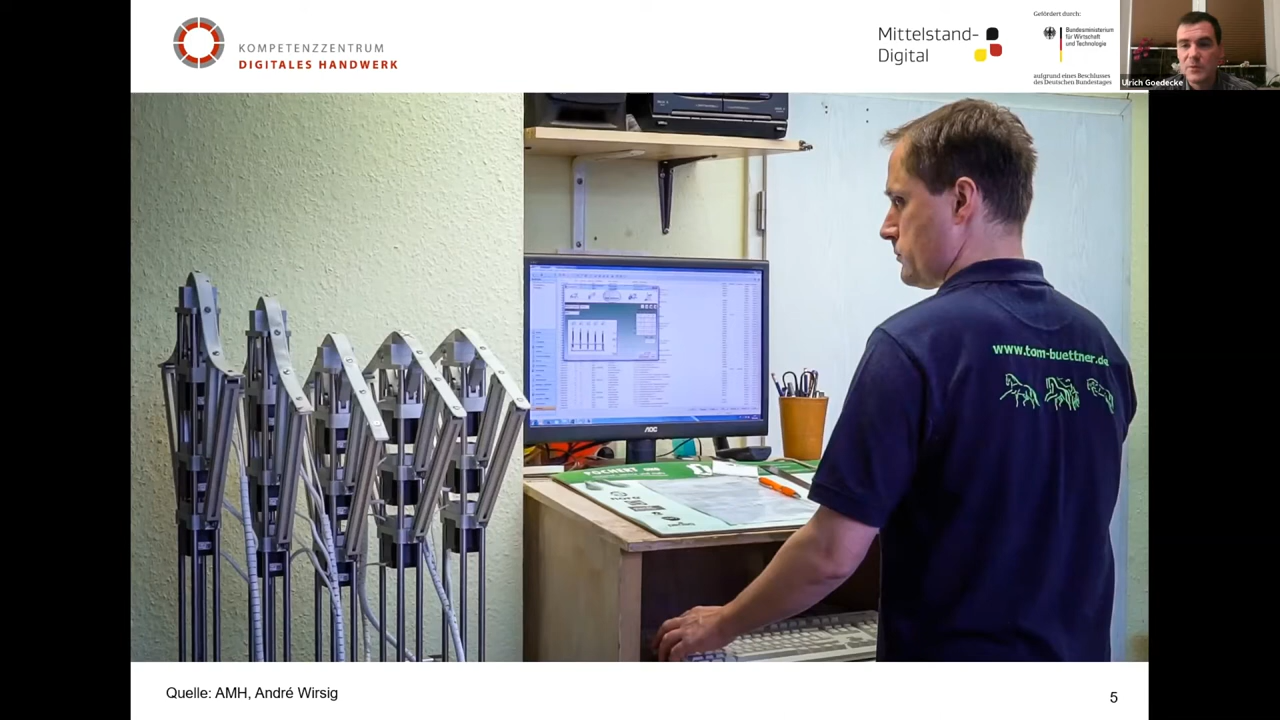 KOMPETENZZENTRUM
DIGITALES HANDWERK
Mittelstand-
Digital
Gefördert durch:
Bundesministerium
für Wirtschaft
und Technologie
aufgrund eines Beschlusses
des Deutschen Bundestages
Ulrich Goedecke
www.tom-buettner.de
AOC
Quelle: AMH, André Wirsig
5